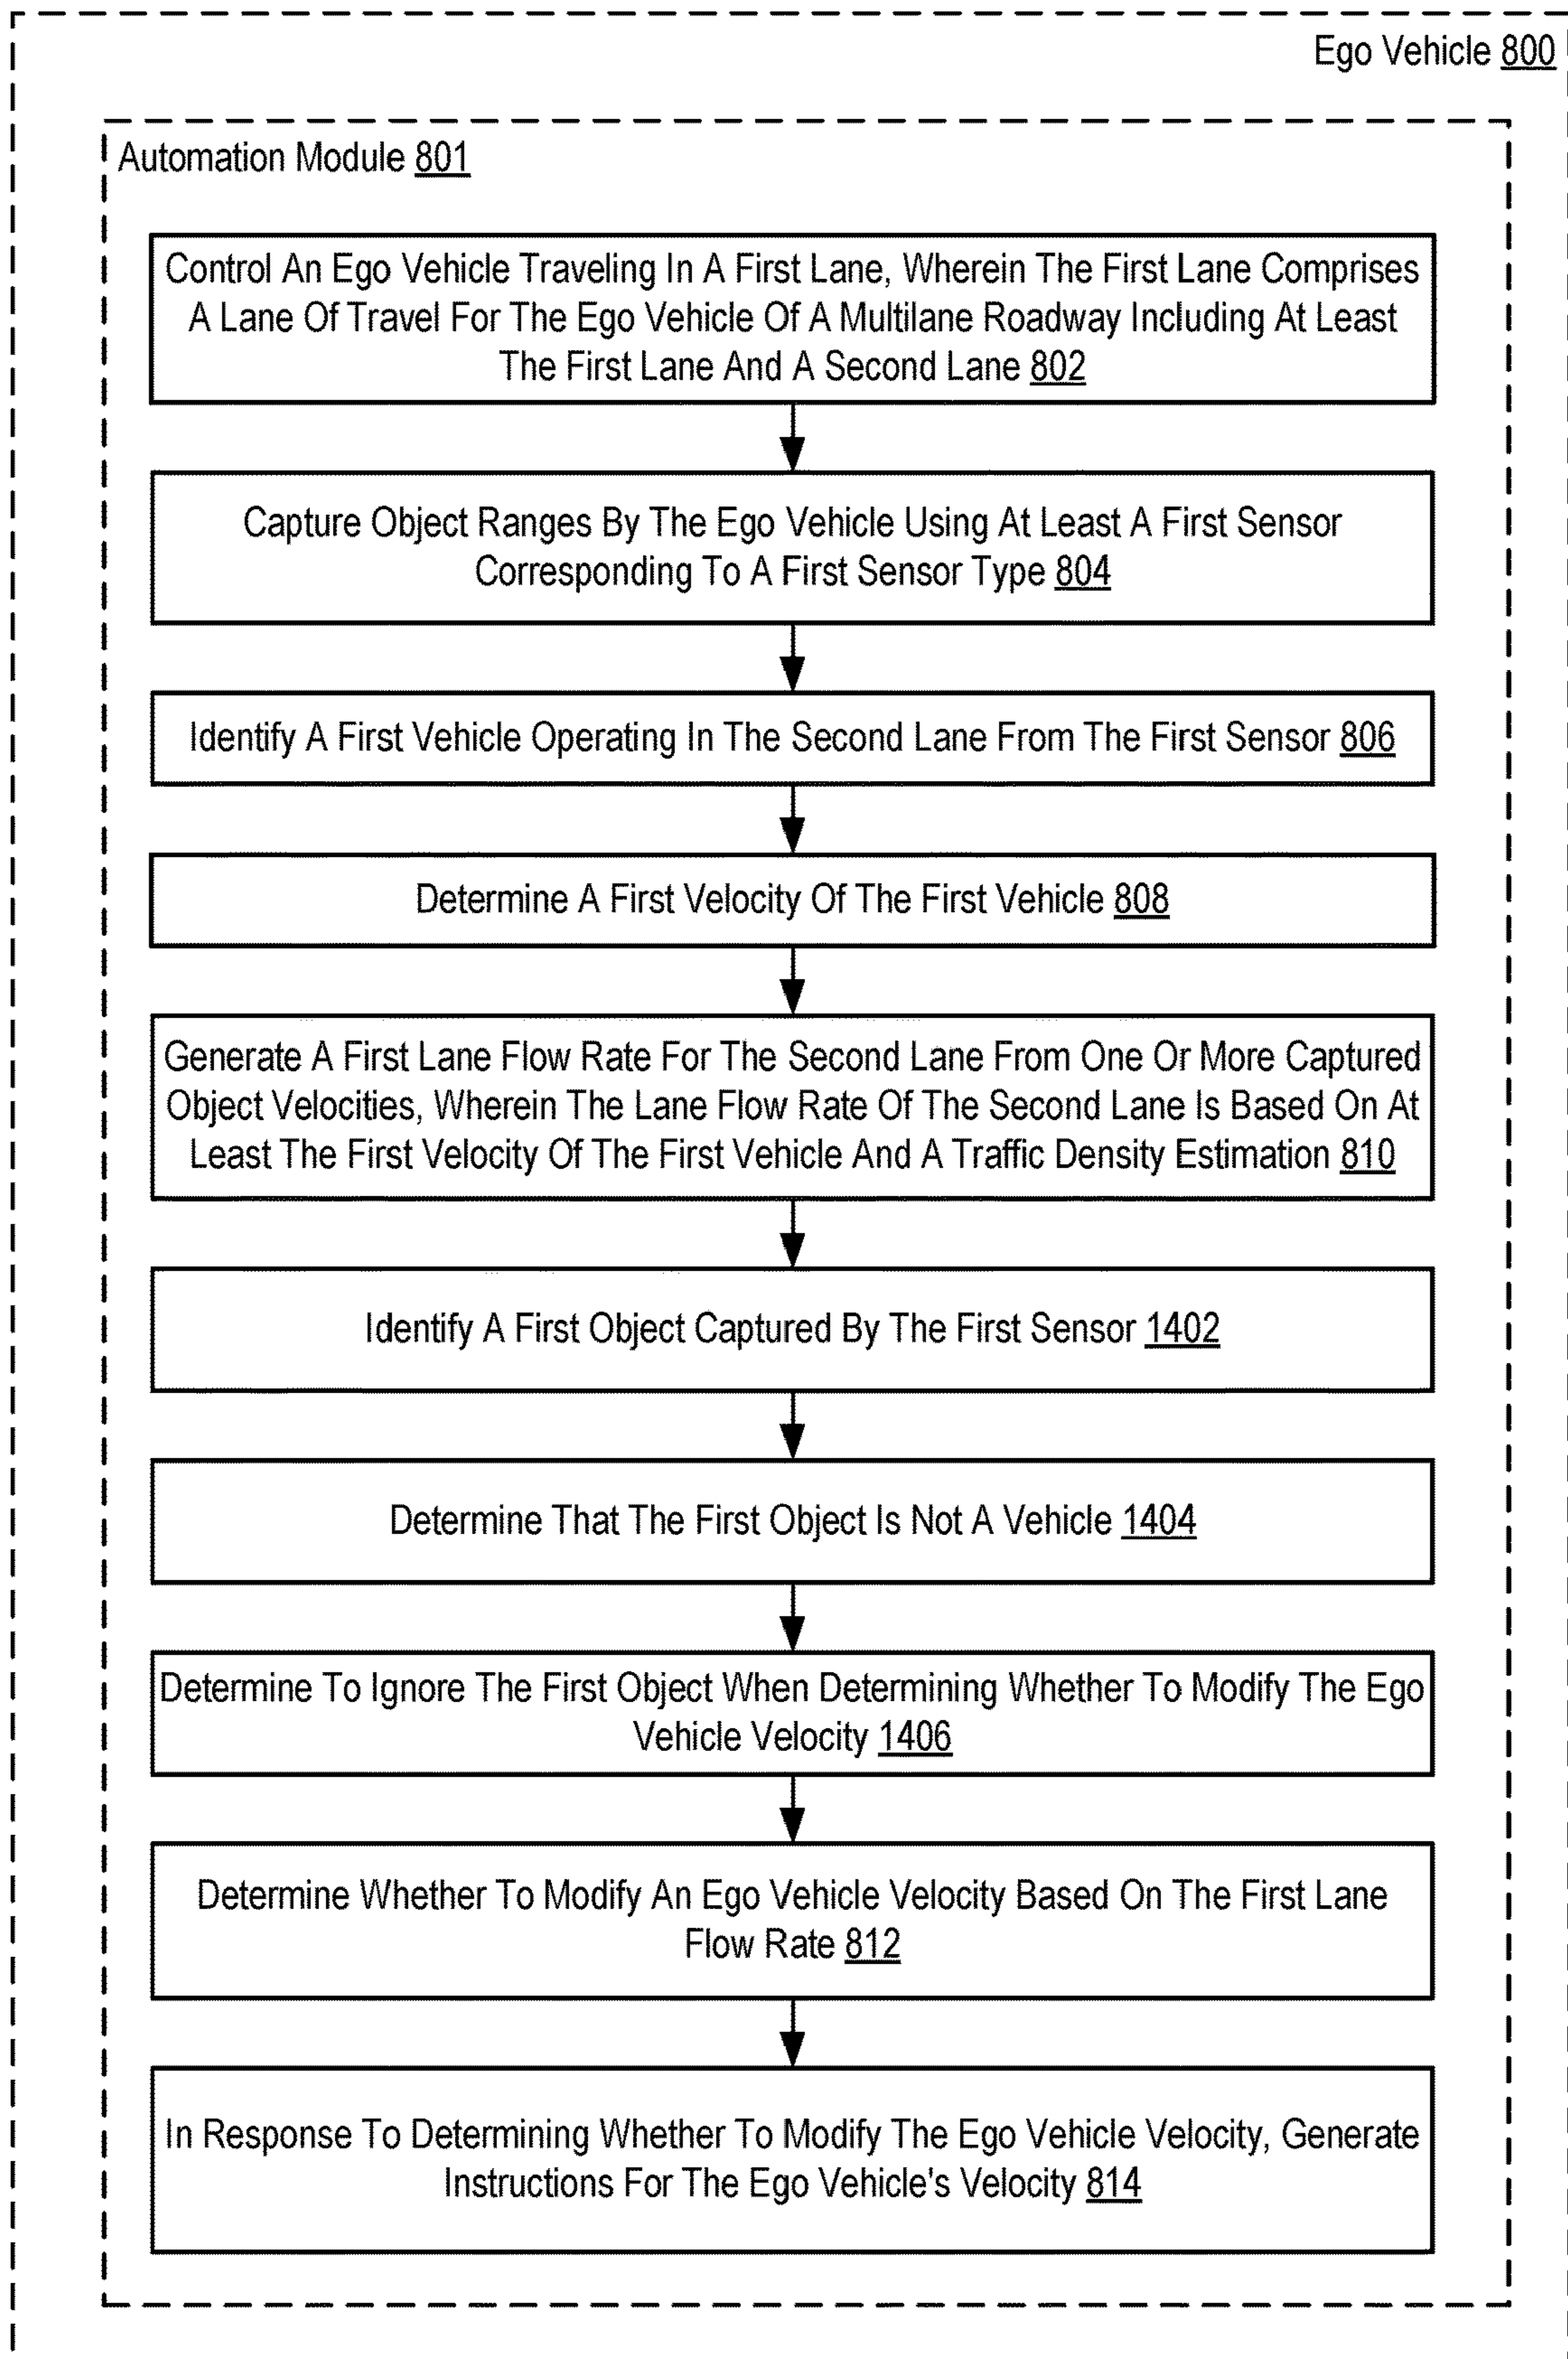 Ego Vehicle 800
Automation Module 801
Control An Ego Vehicle Traveling In A First Lane, Wherein The First Lane Comprises
A Lane Of Travel For The Ego Vehicle Of A Multilane Roadway Including At Least
The First Lane And A Second Lane 802
Capture Object Ranges By The Ego Vehicle Using At Least A First Sensor
Corresponding To A First Sensor Type 804
Identify A First Vehicle Operating In The Second Lane From The First Sensor 806
Determine A First Velocity Of The First Vehicle 808
Generate A First Lane Flow Rate For The Second Lane From One Or More Captured
Object Velocities, Wherein The Lane Flow Rate Of The Second Lane Is Based On At
Least The First Velocity Of The First Vehicle And A Traffic Density Estimation 810
Identify A First Object Captured By The First Sensor 1402
Determine That The First Object Is Not A Vehicle 1404
Determine To Ignore The First Object When Determining Whether To Modify The Ego
Vehicle Velocity 1406
Determine Whether To Modify An Ego Vehicle Velocity Based On The First Lane
Flow Rate 812
In Response To Determining Whether To Modify The Ego Vehicle Velocity, Generate
Instructions For The Ego Vehicle's Velocity 814